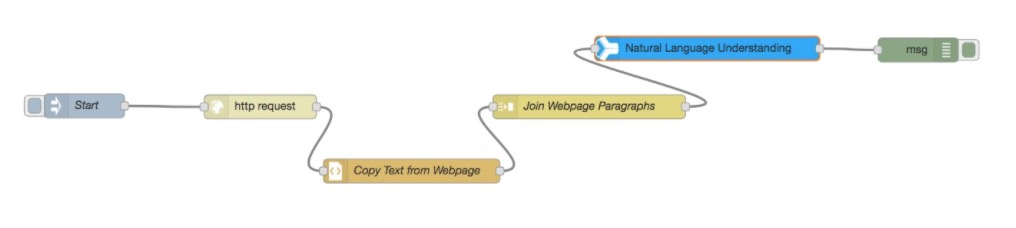 Start
http request
Copy Text from Webpage
Join Webpage Paragraphs
Natural Language Understanding
msg